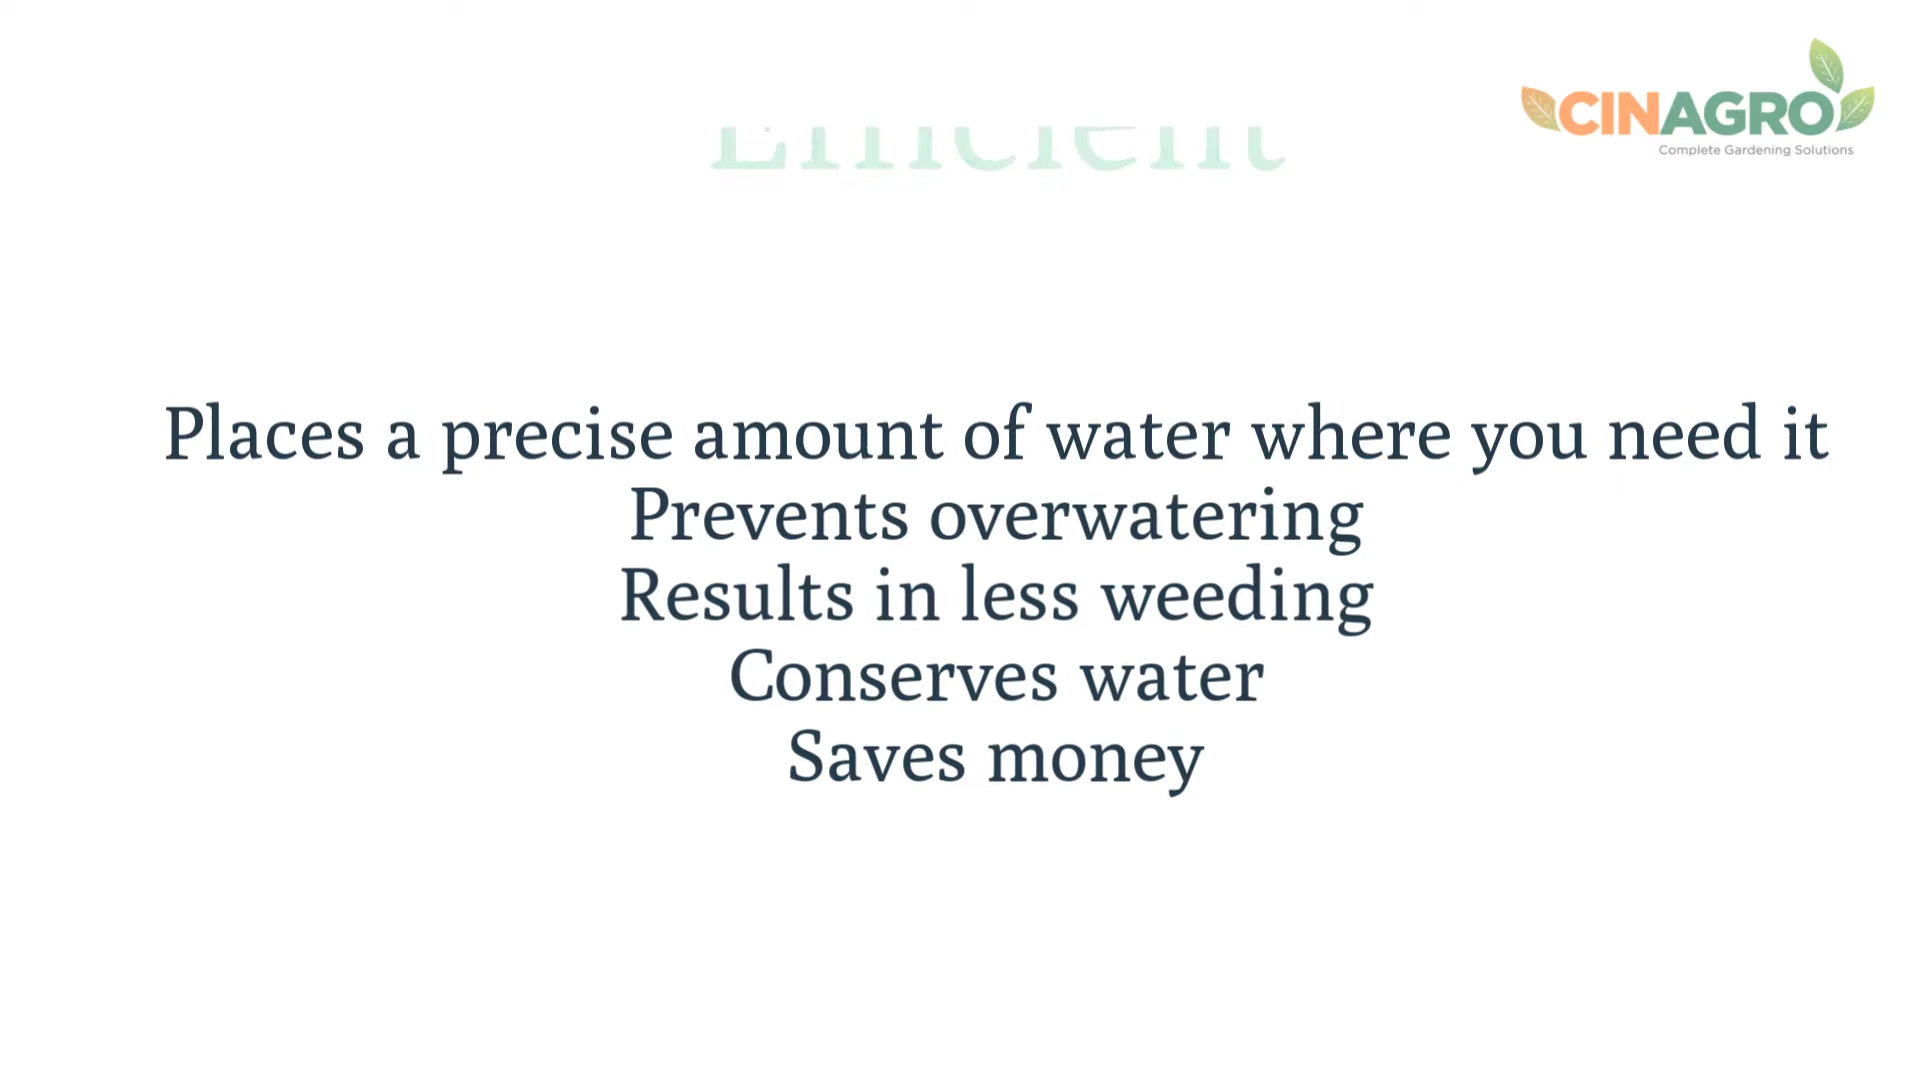 CINAGRO
Complete Gardening Solutions
Efficient
Places a precise amount of water where you need it
Prevents overwatering
Results in less weeding
Conserves water
Saves money